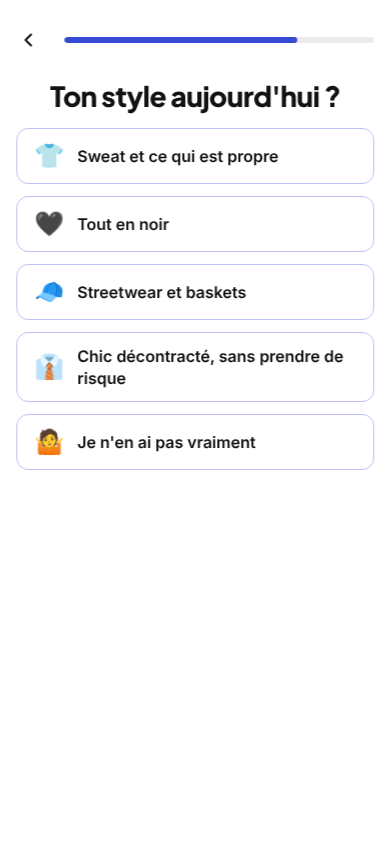 Ton style aujourd'hui ?
Sweat et ce qui est propre
Tout en noir
Streetwear et baskets
Chic décontracté, sans prendre de
risque
Je n'en ai pas vraiment